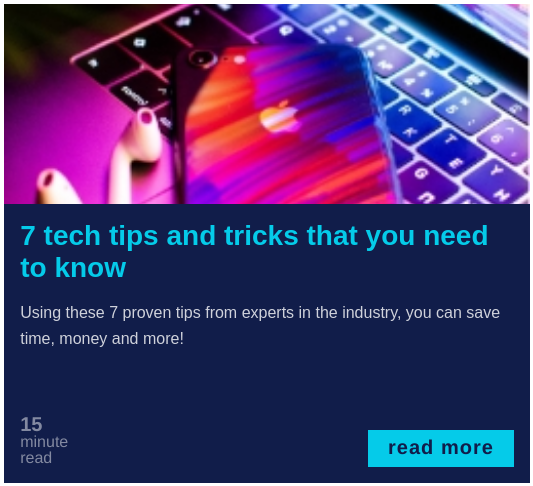 7 tech tips and tricks that you need
to know
Using these 7 proven tips from experts in the industry, you can save
time, money and more!
15
minute
read
read more